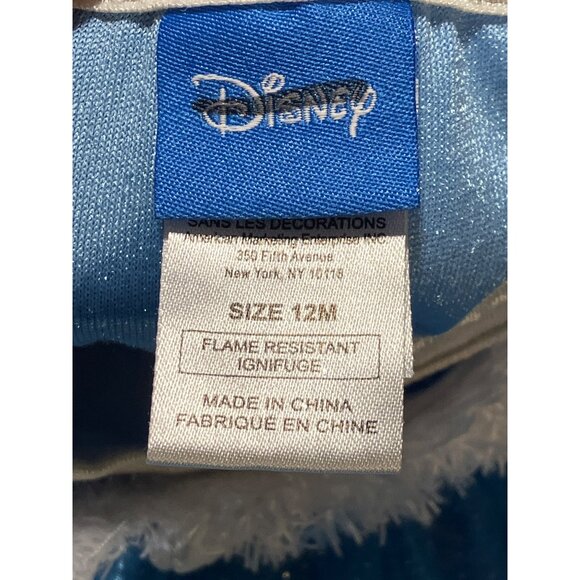 Disney
SANS LES DECORATIONS
American Marketing Enterprise INC
350 Fifth Avenue
New York, NY 10118
SIZE 12M
FLAME RESISTANT
IGNIFUGE
MADE IN CHINA
FABRIQUE EN CHINE